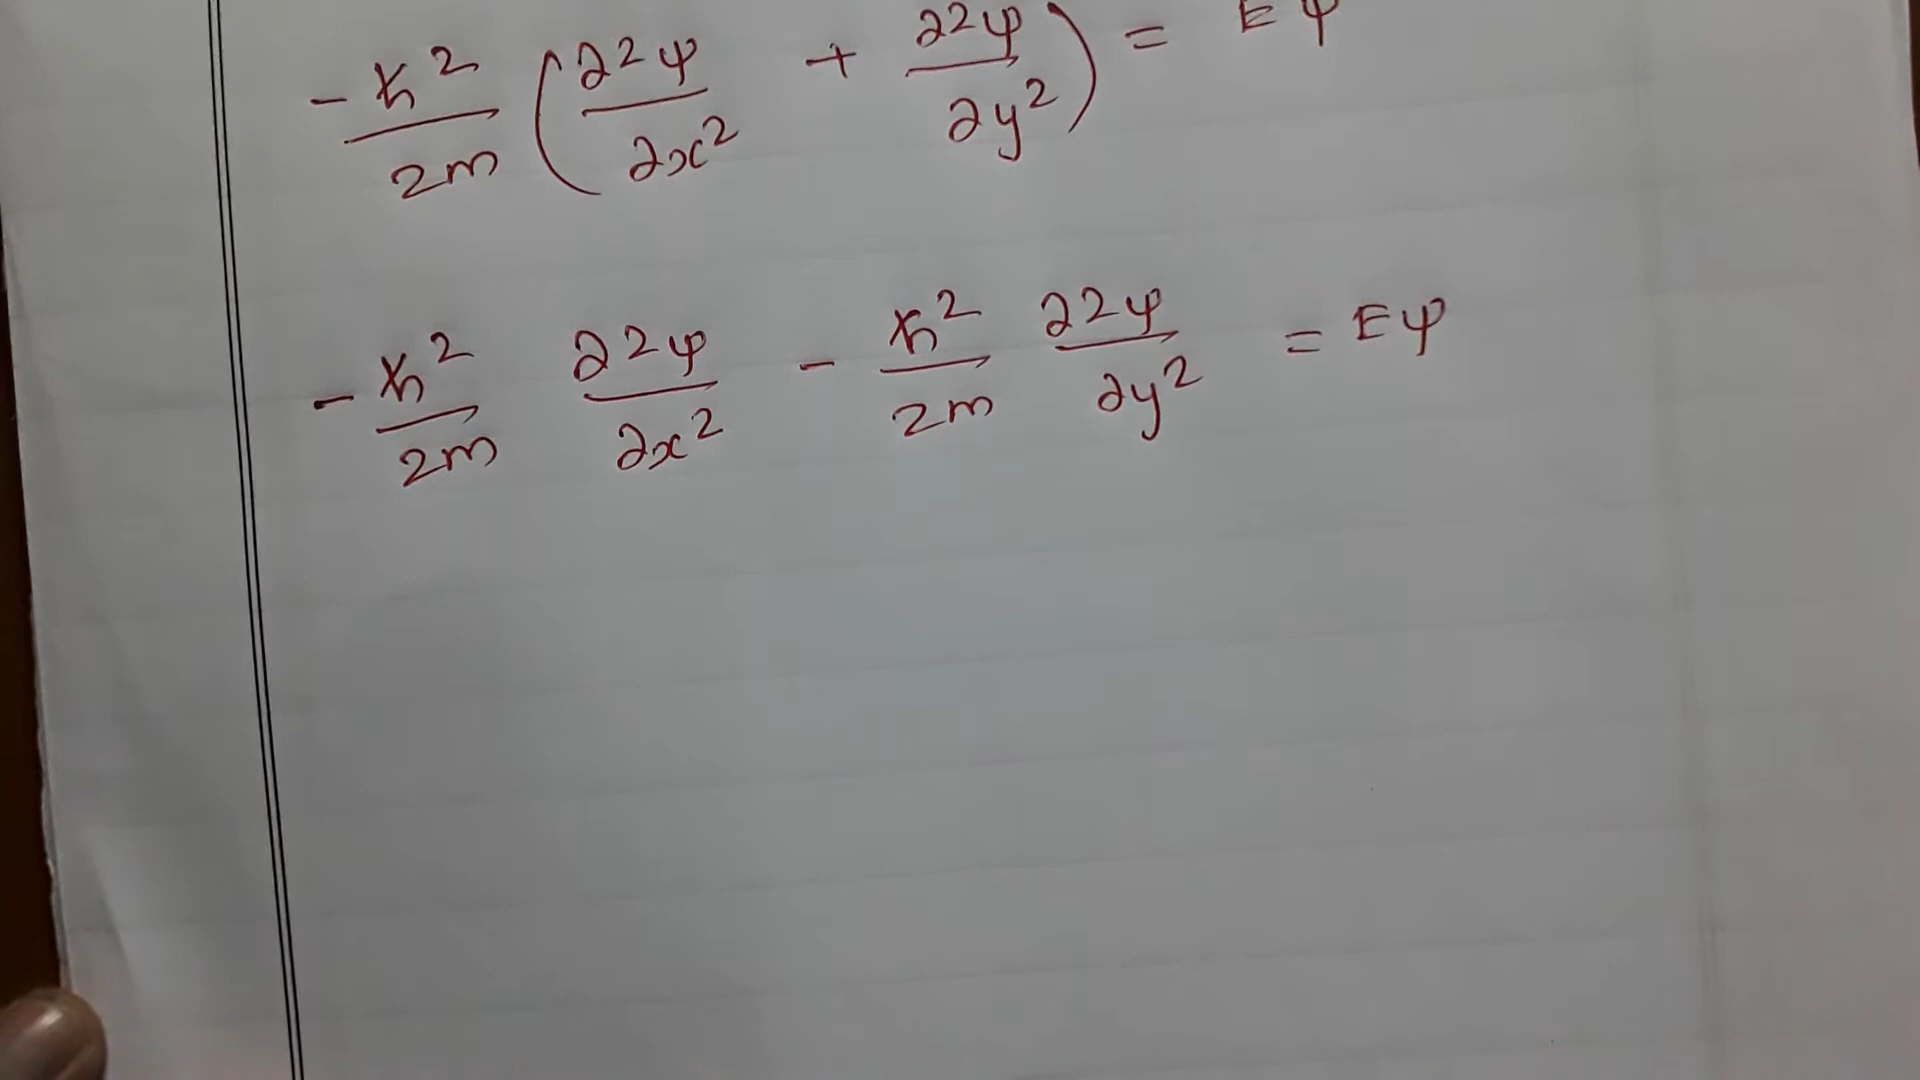 -ℏ²/2m (∂²ψ/∂x² + ∂²ψ/∂y²) = Eψ
-ℏ²/2m ∂²ψ/∂x² - ℏ²/2m ∂²ψ/∂y² = Eψ